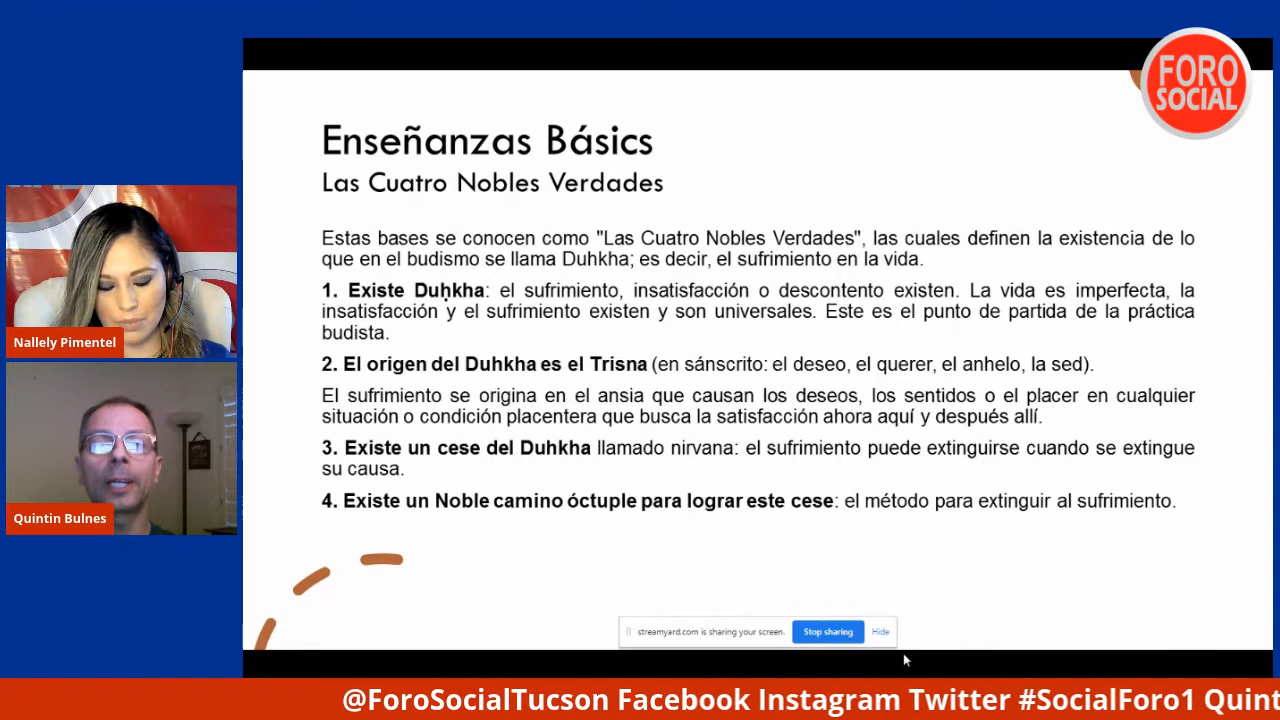 FORO
SOCIAL
Enseñanzas Básics
Las Cuatro Nobles Verdades
Estas bases se conocen como "Las Cuatro Nobles Verdades", las cuales definen la existencia de lo
que en el budismo se llama Duhkha; es decir, el sufrimiento en la vida.
1. Existe Duḥkha: el sufrimiento, insatisfacción o descontento existen. La vida es imperfecta, la
insatisfacción y el sufrimiento existen y son universales. Este es el punto de partida de la práctica
budista.
2. El origen del Duhkha es el Trisna (en sánscrito: el deseo, el querer, el anhelo, la sed).
El sufrimiento se origina en el ansia que causan los deseos, los sentidos o el placer en cualquier
situación o condición placentera que busca la satisfacción ahora aquí y después allí.
3. Existe un cese del Duhkha llamado nirvana: el sufrimiento puede extinguirse cuando se extingue
su causa.
4. Existe un Noble camino óctuple para lograr este cese: el método para extinguir al sufrimiento.
Nallely Pimentel
Quintin Bulnes
streamyard.com is sharing your screen. Stop sharing Hide
@ForoSocialTucson Facebook Instagram Twitter #SocialForo1 Quint